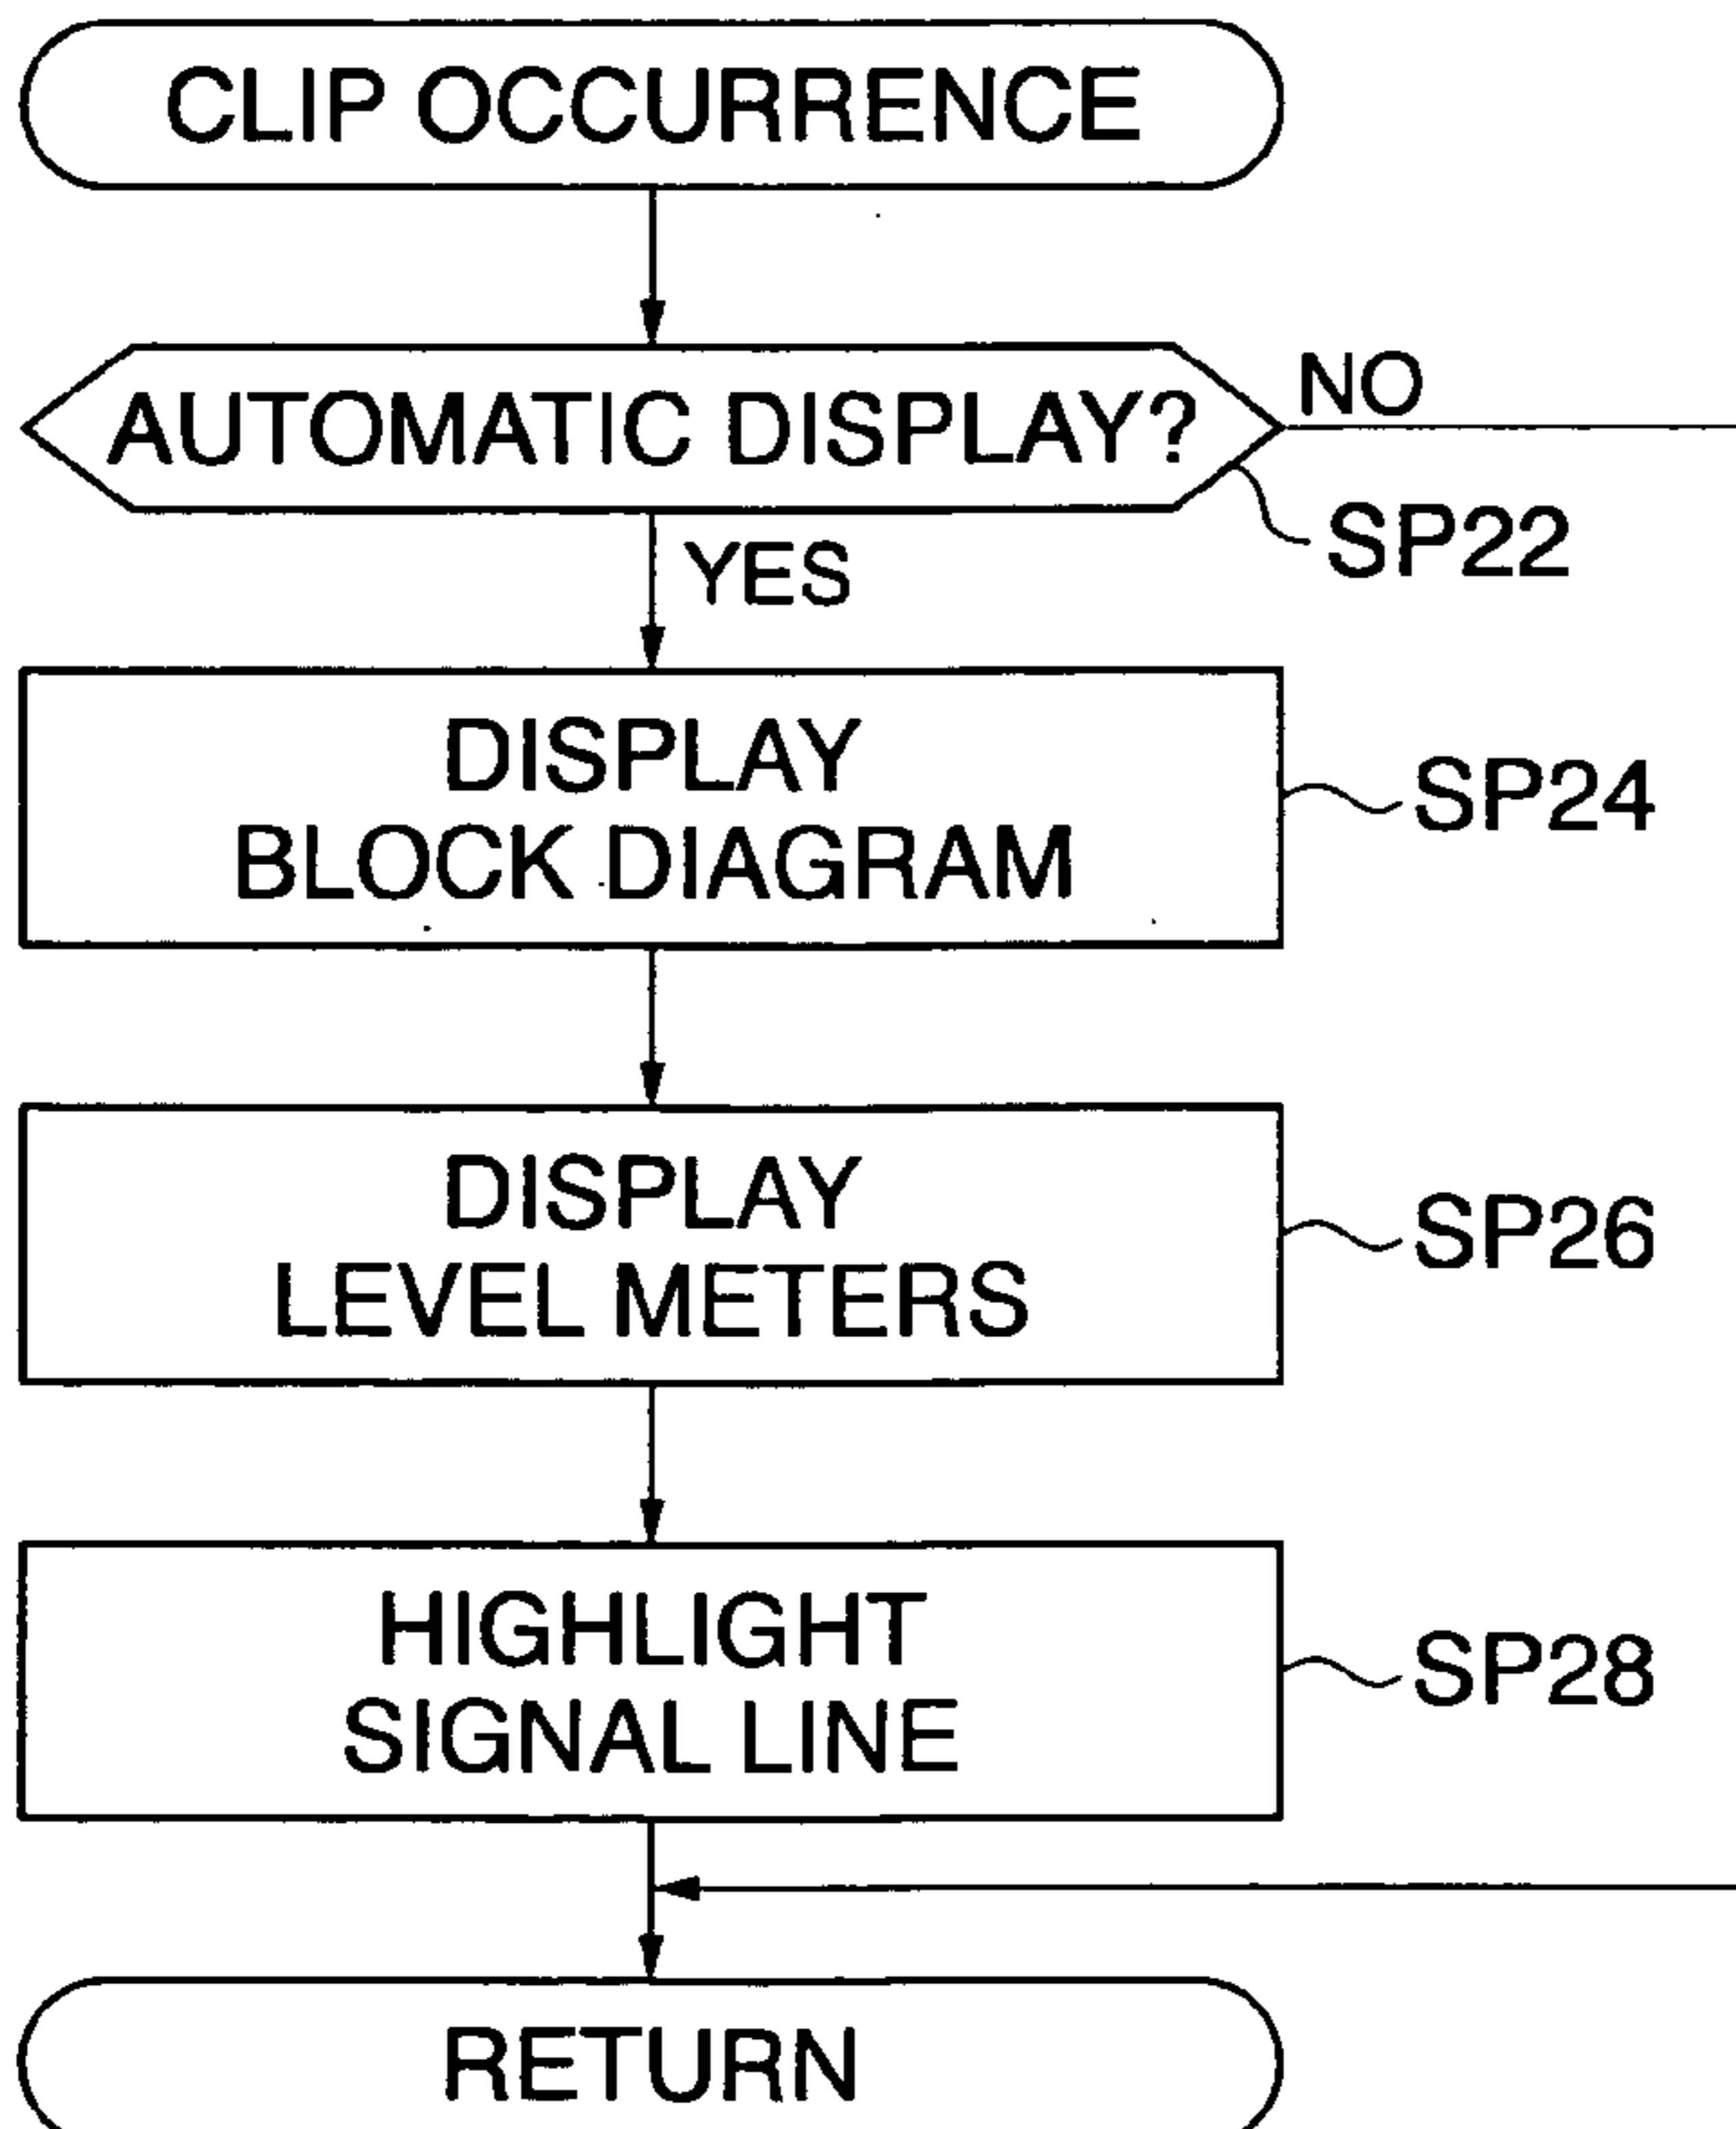 CLIP OCCURRENCE
AUTOMATIC DISPLAY?
NO
SP22
YES
DISPLAY
BLOCK DIAGRAM
SP24
DISPLAY
LEVEL METERS
SP26
HIGHLIGHT
SIGNAL LINE
SP28
RETURN